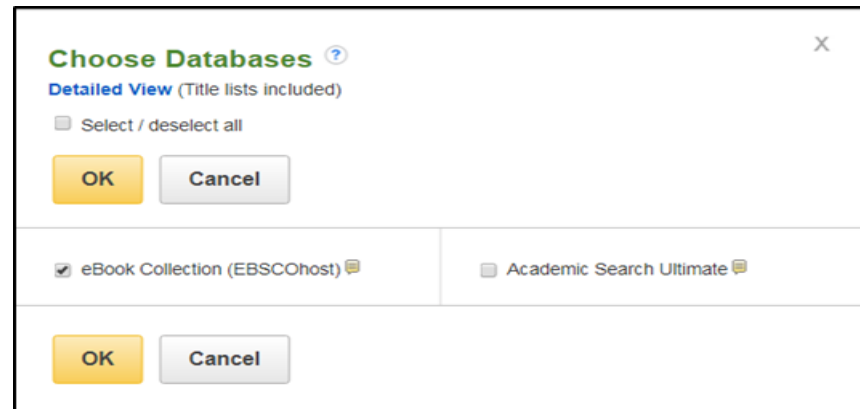 Choose Databases ? X
Detailed View (Title lists included)
Select / deselect all
OK Cancel
eBook Collection (EBSCOhost) Academic Search Ultimate
OK Cancel